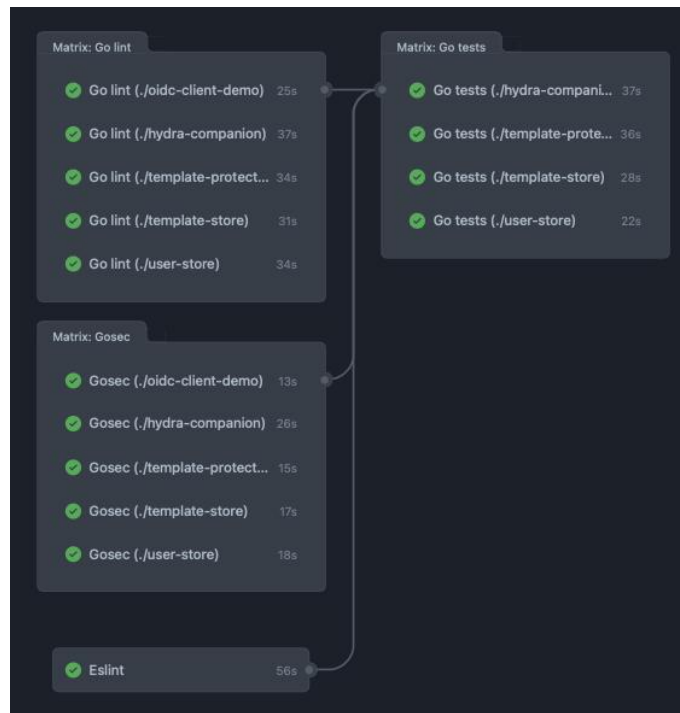 Matrix: Go lint
Go lint (./oidc-client-demo) 25s
Go lint (./hydra-companion) 37s
Go lint (./template-protect... 34s
Go lint (./template-store) 31s
Go lint (./user-store) 34s
Matrix: Go tests
Go tests (./hydra-compani... 37s
Go tests (./template-prote... 36s
Go tests (./template-store) 28s
Go tests (./user-store) 22s
Matrix: Gosec
Gosec (./oidc-client-demo) 13s
Gosec (./hydra-companion) 26s
Gosec (./template-protect... 15s
Gosec (./template-store) 17s
Gosec (./user-store) 18s
Eslint 56s